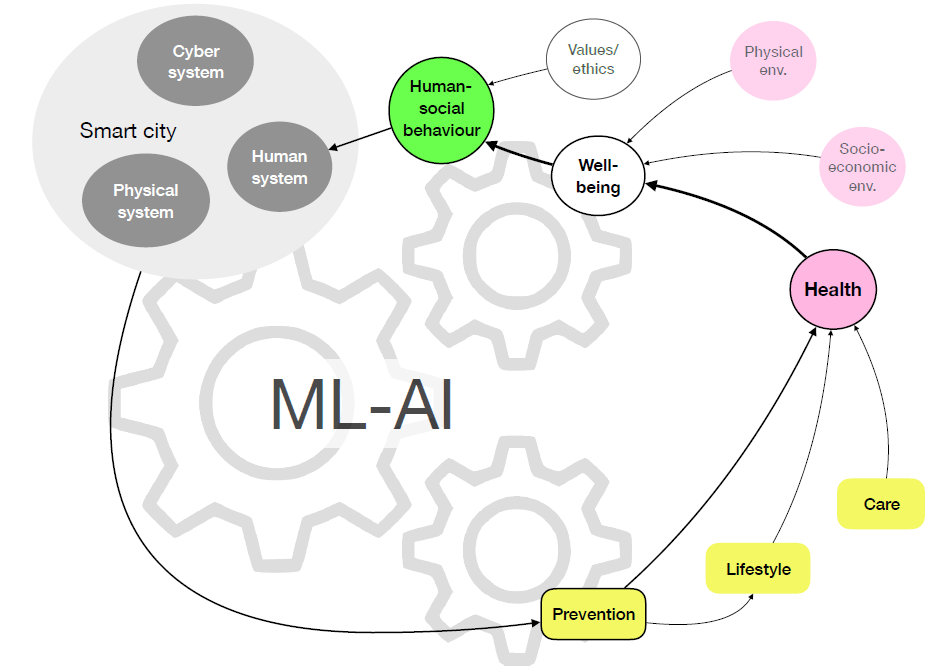 Cyber
system
Smart city
Human
system
Physical
system
Human-
social
behaviour
Values/
ethics
Physical
env.
Well-
being
Socio-
economic
env.
Health
ML-AI
Care
Lifestyle
Prevention